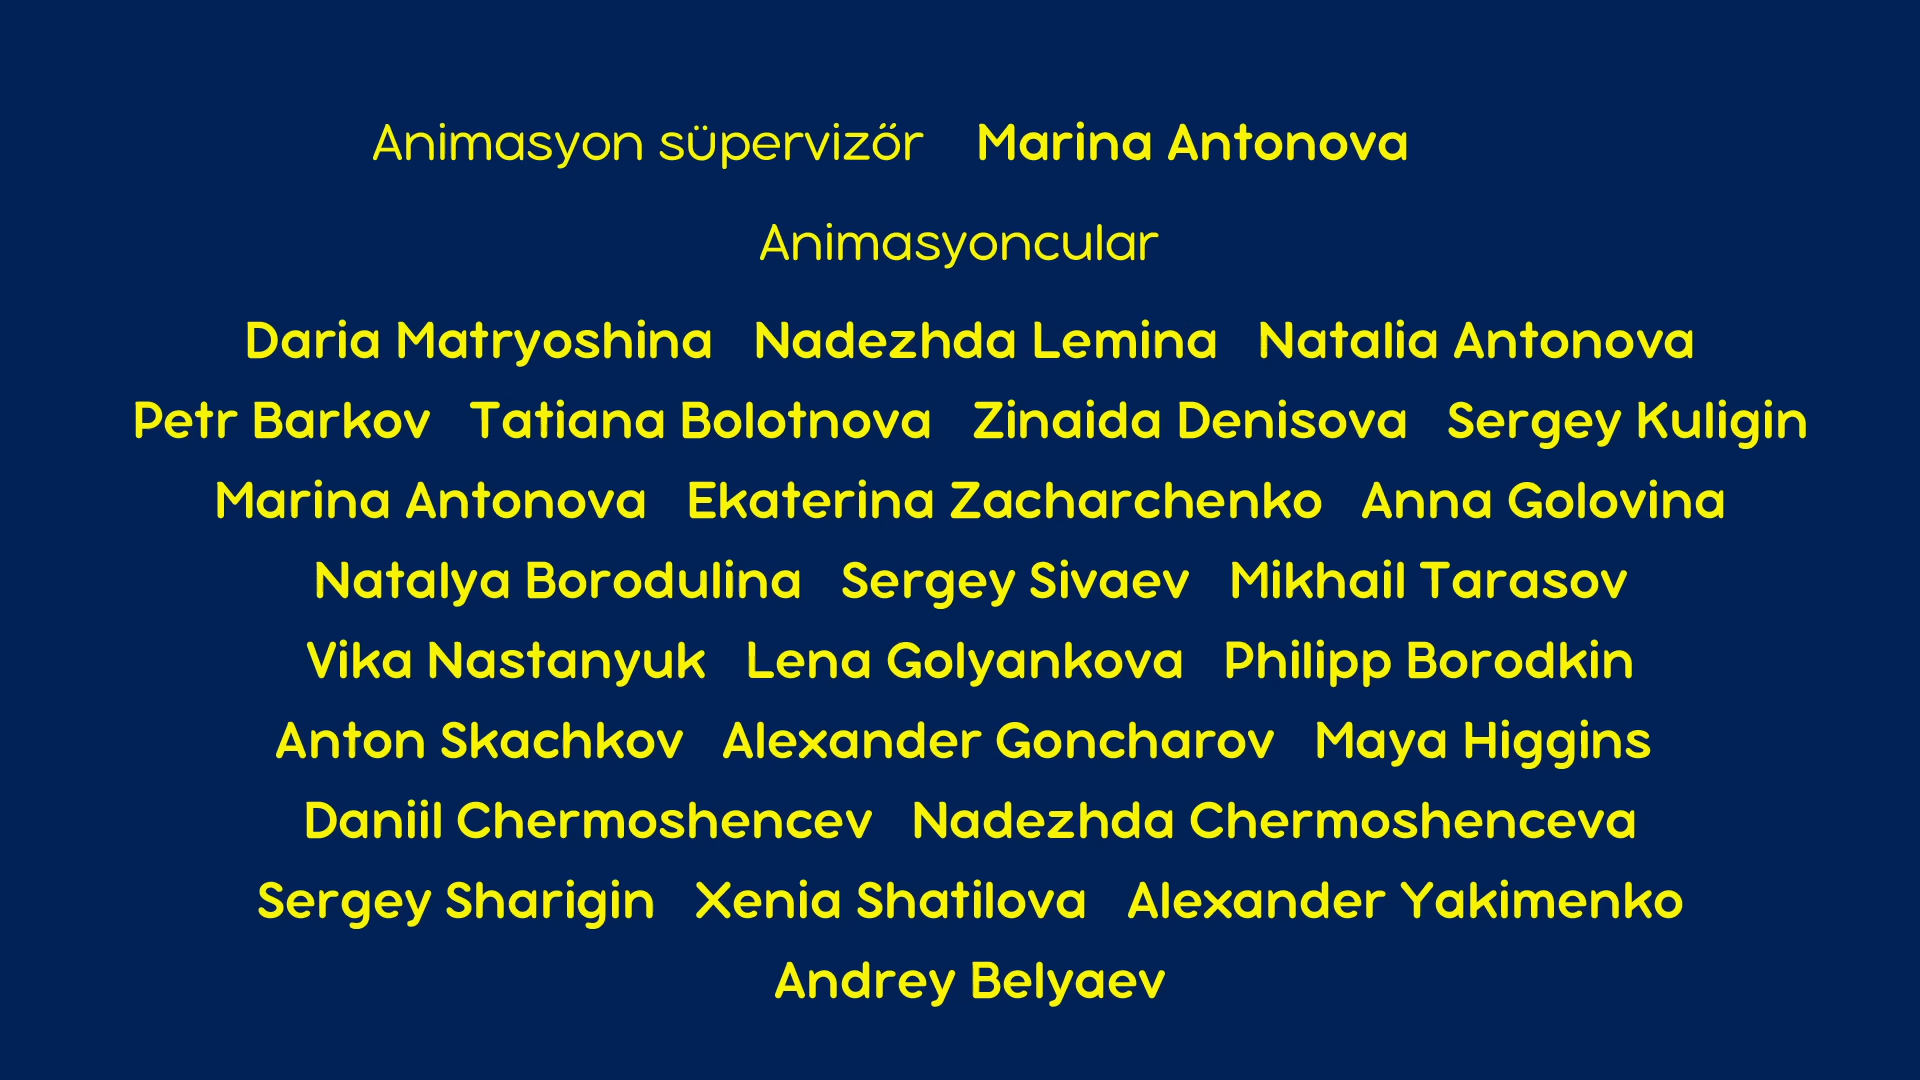 Animasyon süpervizőr Marina Antonova
Animasyoncular
Daria Matryoshina Nadezhda Lemina Natalia Antonova
Petr Barkov Tatiana Bolotnova Zinaida Denisova Sergey Kuligin
Marina Antonova Ekaterina Zacharchenko Anna Golovina
Natalya Borodulina Sergey Sivaev Mikhail Tarasov
Vika Nastanyuk Lena Golyankova Philipp Borodkin
Anton Skachkov Alexander Goncharov Maya Higgins
Daniil Chermoshencev Nadezhda Chermoshenceva
Sergey Sharigin Xenia Shatilova Alexander Yakimenko
Andrey Belyaev